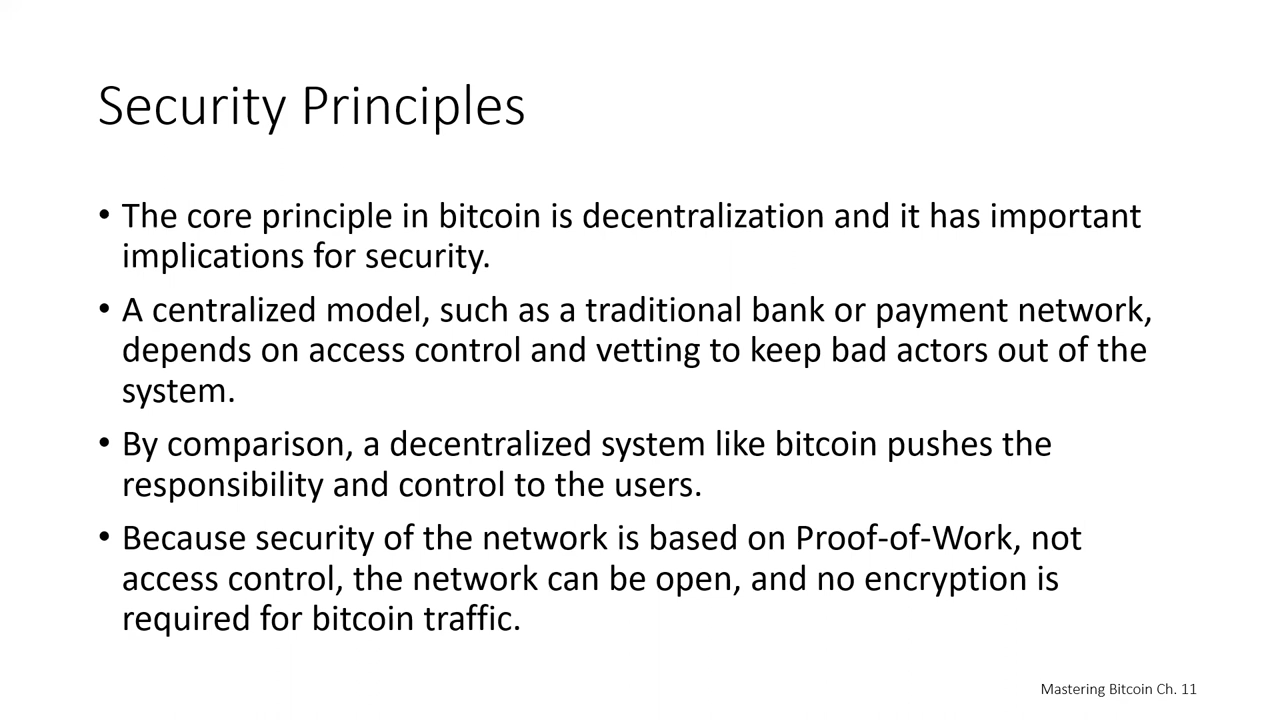 Security Principles
• The core principle in bitcoin is decentralization and it has important
implications for security.
• A centralized model, such as a traditional bank or payment network,
depends on access control and vetting to keep bad actors out of the
system.
• By comparison, a decentralized system like bitcoin pushes the
responsibility and control to the users.
• Because security of the network is based on Proof-of-Work, not
access control, the network can be open, and no encryption is
required for bitcoin traffic.
Mastering Bitcoin Ch. 11